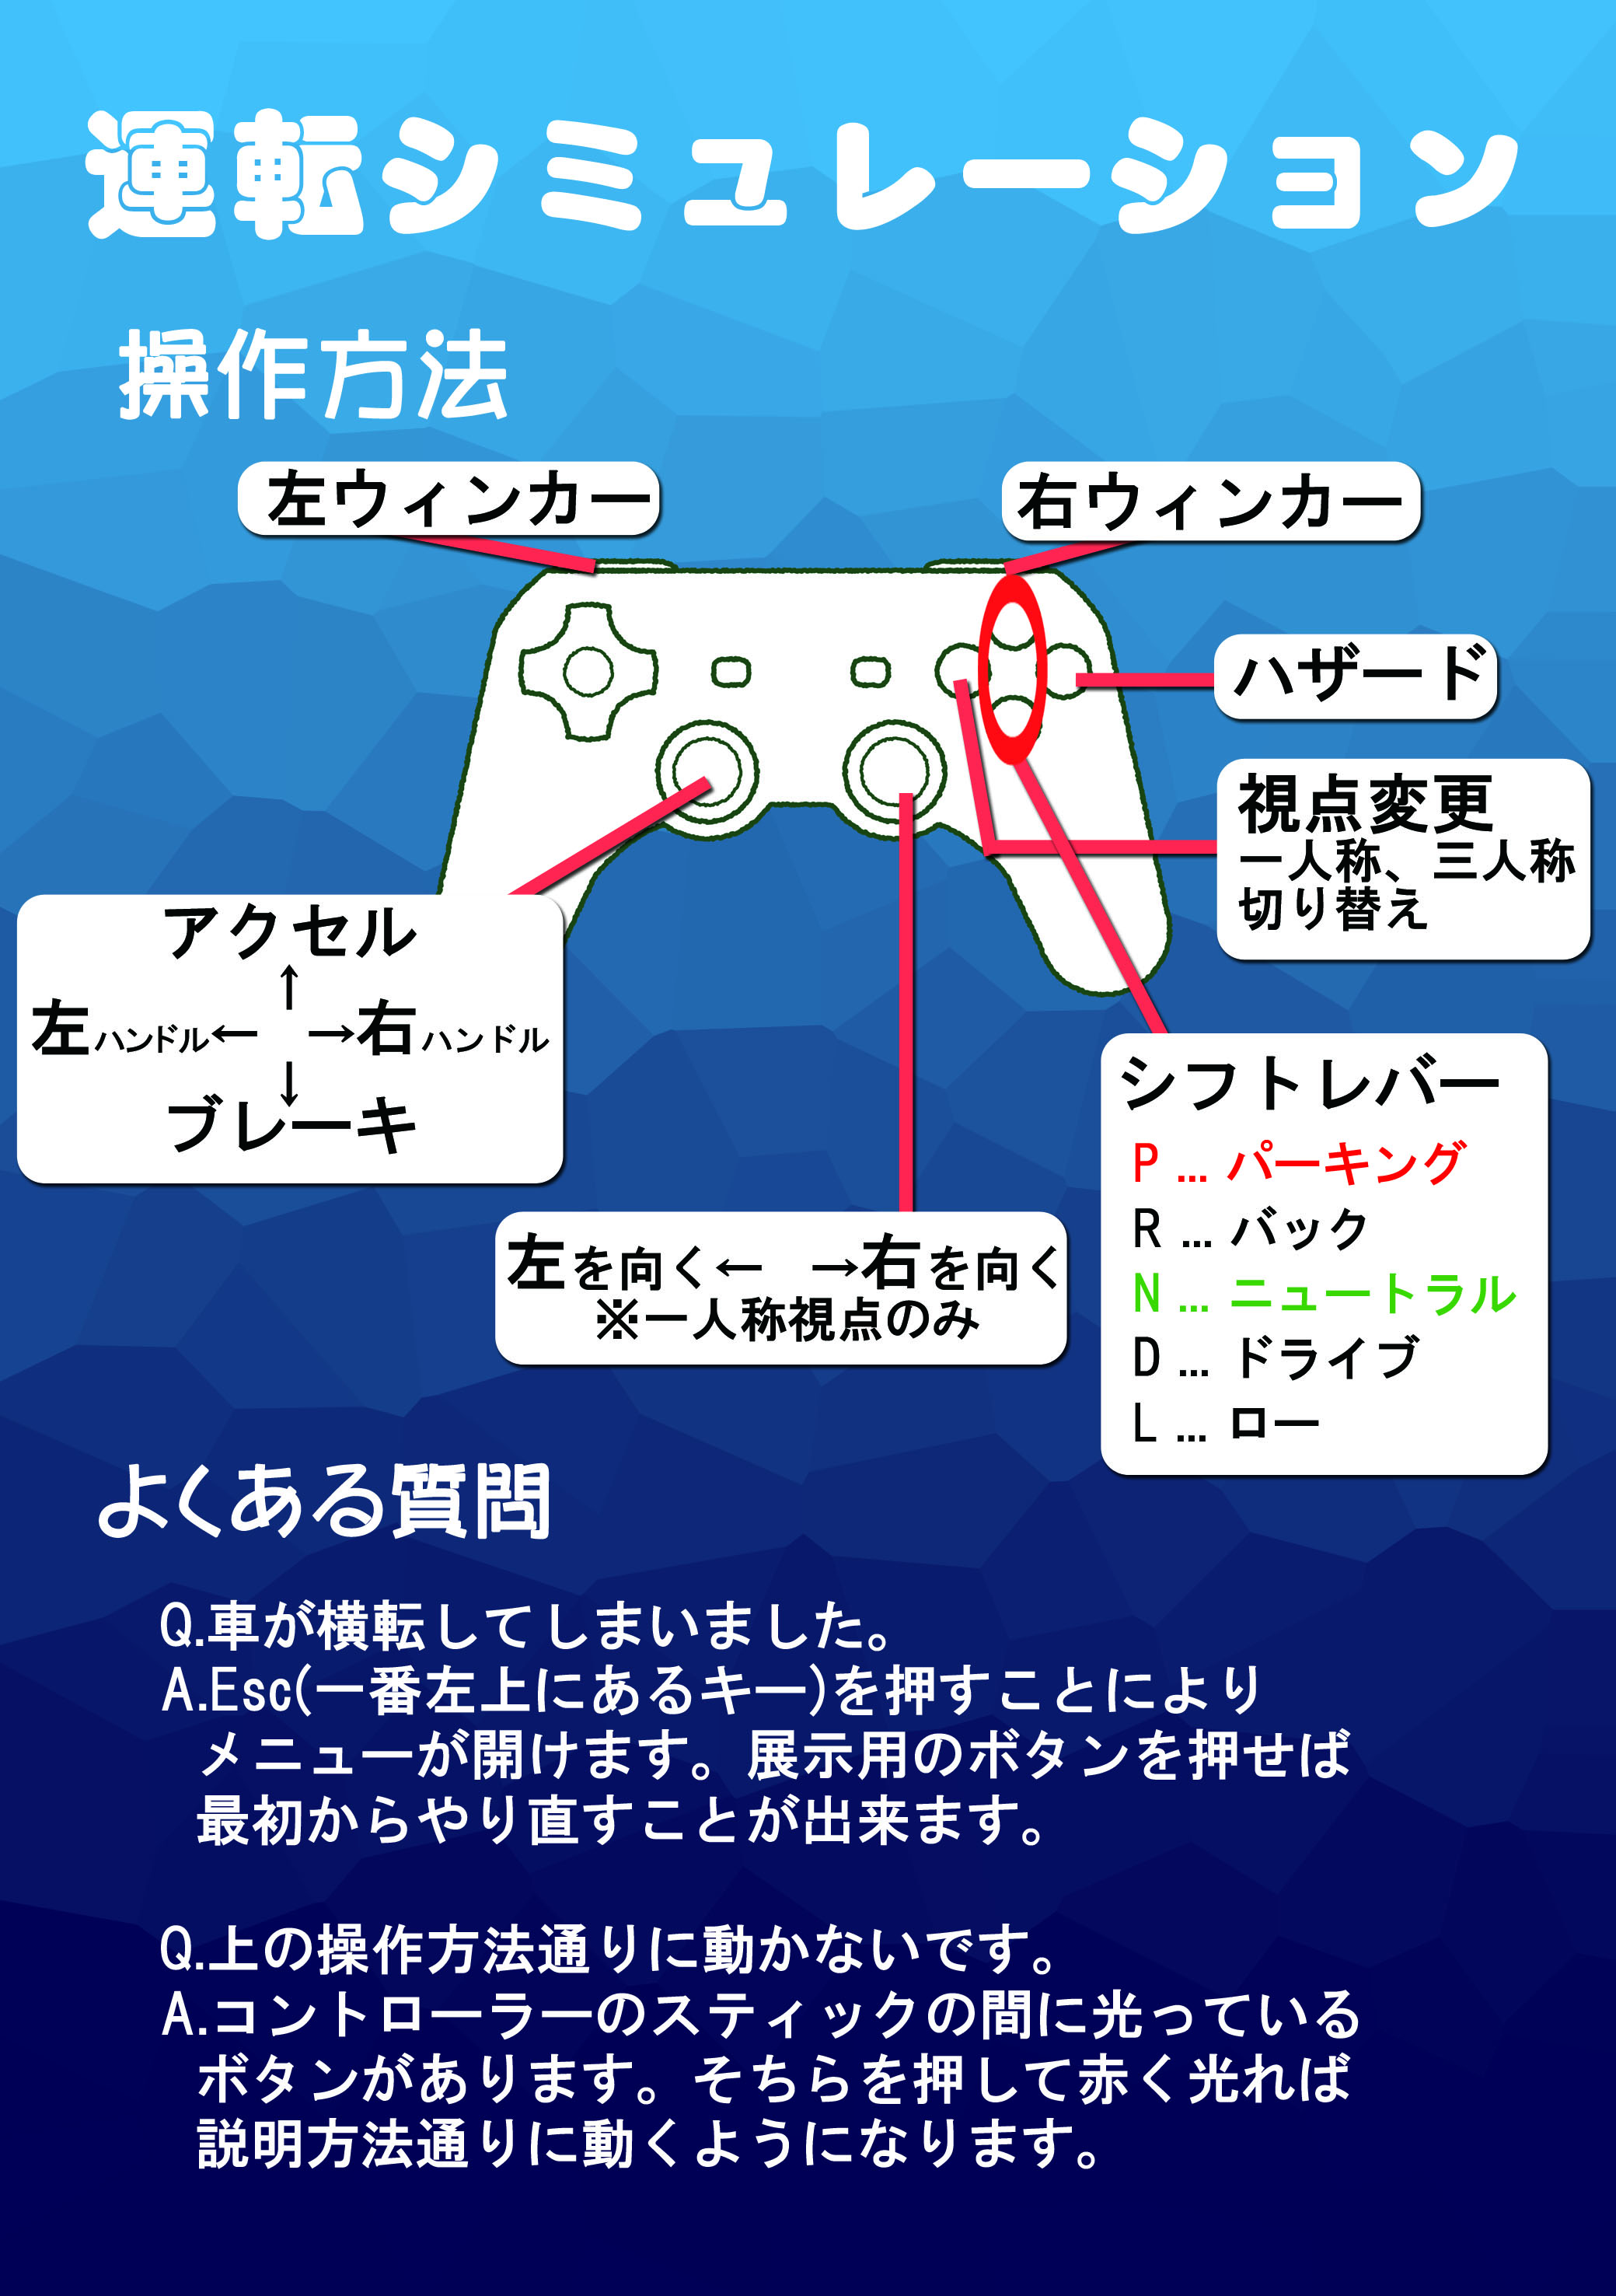 運転シミュレーション
操作方法
左ウィンカー
右ウィンカー
ハザード
視点変更
一人称、三人称
切り替え
アクセル
↑
左ハンドル← →右ハンドル
↓
ブレーキ
左を向く← →右を向く
※一人称視点のみ
シフトレバー
P … パーキング
R … バック
N … ニュートラル
D … ドライブ
L … ロー
よくある質問
Q.車が横転してしまいました。
A.Esc(一番左上にあるキー)を押すことにより
メニューが開けます。展示用のボタンを押せば
最初からやり直すことが出来ます。
Q.上の操作方法通りに動かないです。
A.コントローラーのスティックの間に光っている
ボタンがあります。そちらを押して赤く光れば
説明方法通りに動くようになります。